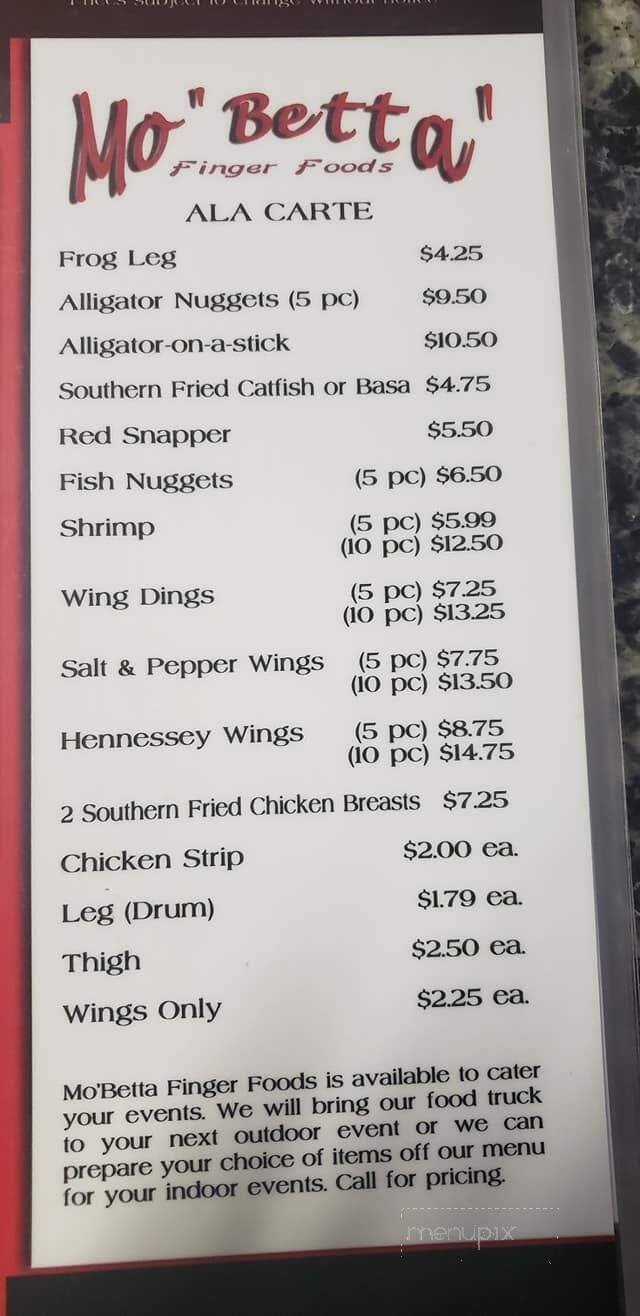 Prices subject to change without notice
Mo" Betta"
Finger Foods
ALA CARTE
Frog Leg $4.25
Alligator Nuggets (5 pc) $9.50
Alligator-on-a-stick $10.50
Southern Fried Catfish or Basa $4.75
Red Snapper $5.50
Fish Nuggets (5 pc) $6.50
Shrimp (5 pc) $5.99
(10 pc) $12.50
Wing Dings (5 pc) $7.25
(10 pc) $13.25
Salt & Pepper Wings (5 pc) $7.75
(10 pc) $13.50
Hennessey Wings (5 pc) $8.75
(10 pc) $14.75
2 Southern Fried Chicken Breasts $7.25
Chicken Strip $2.00 ea.
Leg (Drum) $1.79 ea.
Thigh $2.50 ea.
Wings Only $2.25 ea.
Mo'Betta Finger Foods is available to cater
your events. We will bring our food truck
to your next outdoor event or we can
prepare your choice of items off our menu
for your indoor events. Call for pricing.
menupix